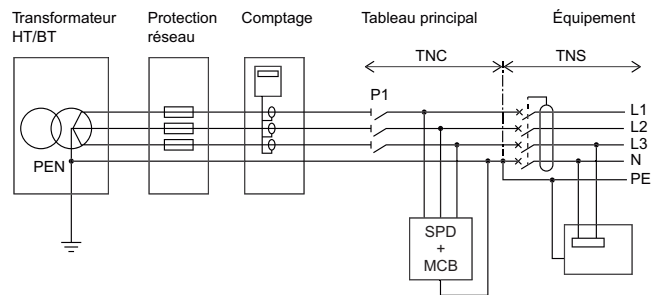 Transformateur
HT/BT
Protection
réseau
Comptage
Tableau principal
Équipement
TNC
TNS
P1
L1
L2
L3
N
PE
PEN
SPD
+
MCB